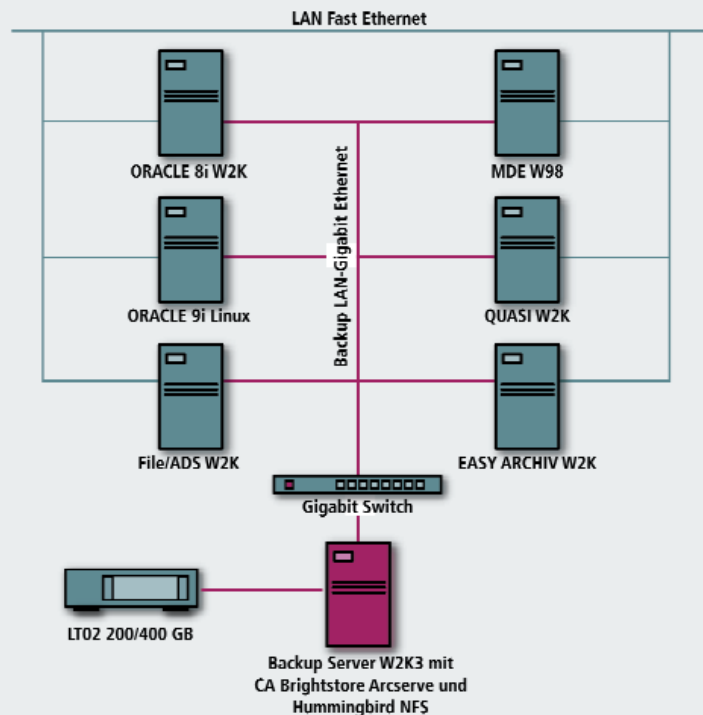 LAN Fast Ethernet
ORACLE 8i W2K
MDE W98
Backup LAN-Gigabit Ethernet
ORACLE 9i Linux
QUASI W2K
File/ADS W2K
EASY ARCHIV W2K
Gigabit Switch
LT02 200/400 GB
Backup Server W2K3 mit
CA Brightstore Arcserve und
Hummingbird NFS